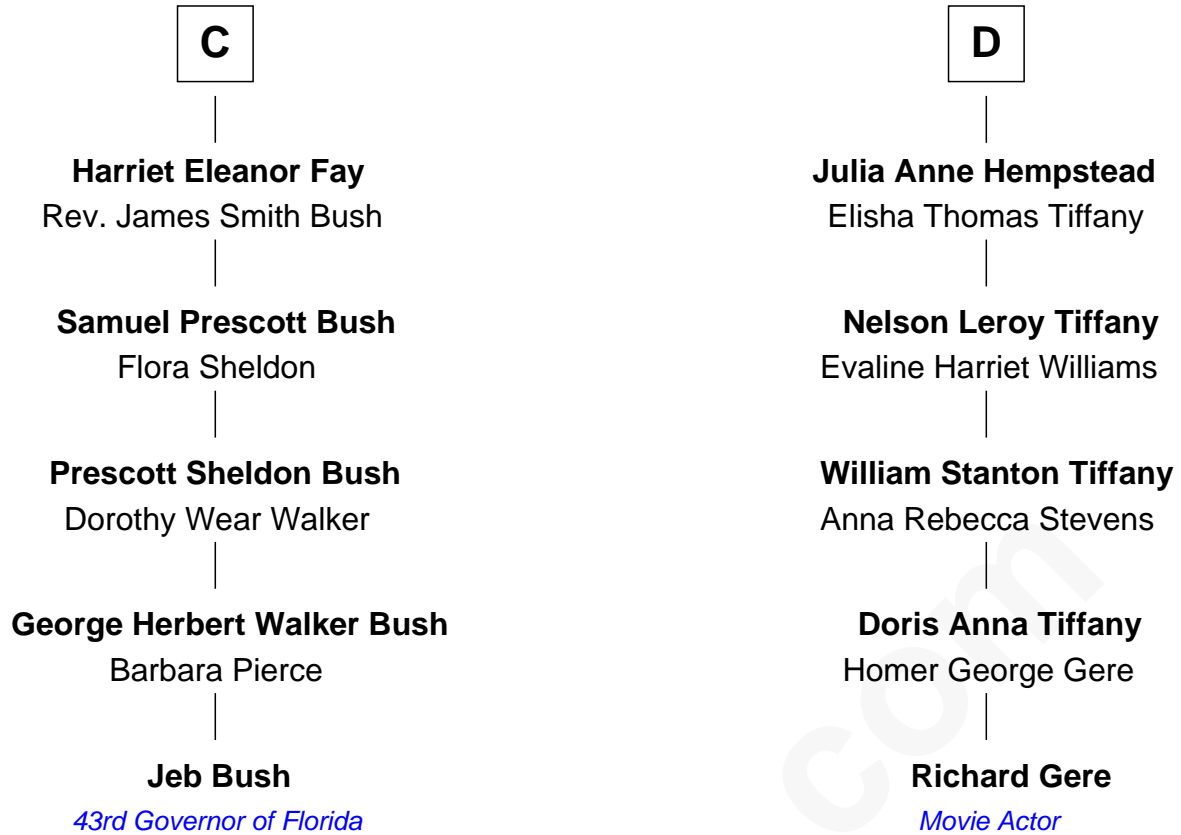 C
Harriet Eleanor Fay
Rev. James Smith Bush
Samuel Prescott Bush
Flora Sheldon
Prescott Sheldon Bush
Dorothy Wear Walker
George Herbert Walker Bush
Barbara Pierce
Jeb Bush
43rd Governor of Florida
D
Julia Anne Hempstead
Elisha Thomas Tiffany
Nelson Leroy Tiffany
Evaline Harriet Williams
William Stanton Tiffany
Anna Rebecca Stevens
Doris Anna Tiffany
Homer George Gere
Richard Gere
Movie Actor
com